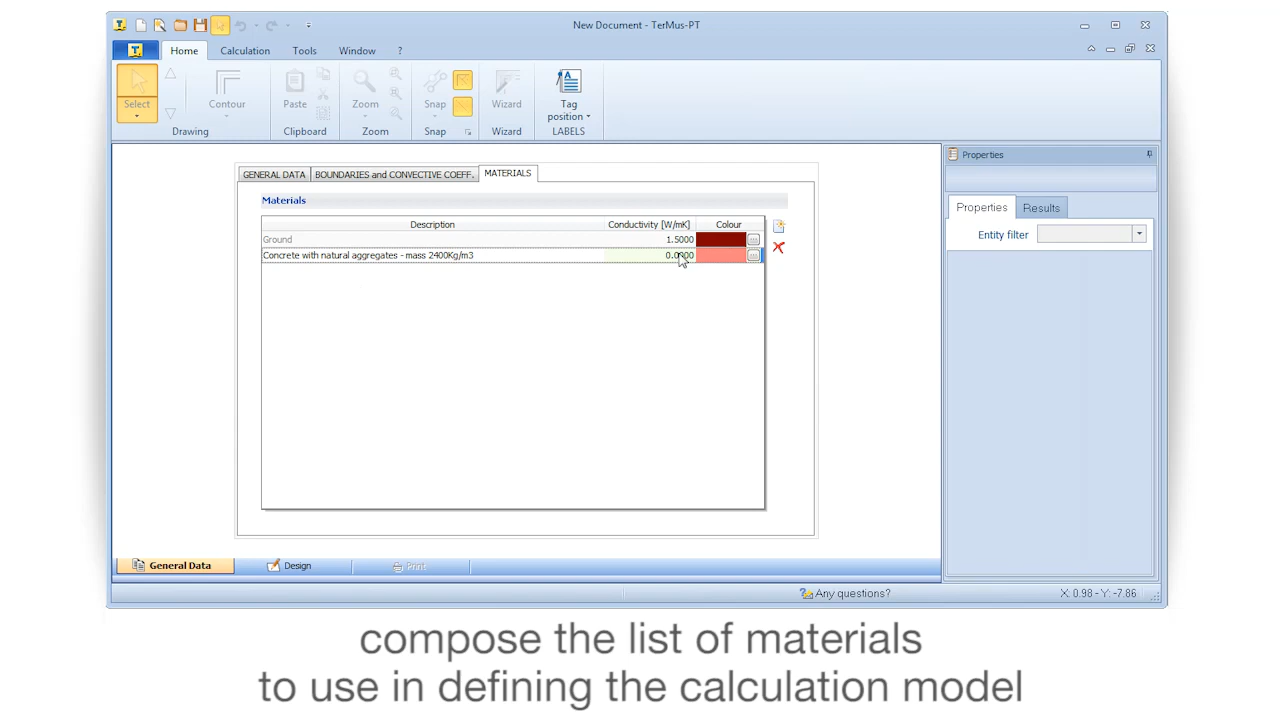 New Document - TerMus-PT
Home Calculation Tools Window ?
Select
Contour
Paste
Zoom
Snap
Wizard
Tag
position
Drawing Clipboard Zoom Snap Wizard LABELS
GENERAL DATA BOUNDARIES and CONVECTIVE COEFF. MATERIALS
Materials
Description Conductivity [W/mK] Colour
Ground 1.5000
Concrete with natural aggregates - mass 2400Kg/m3 0.0000
Properties
Properties Results
Entity filter
General Data Design Print
Any questions? X: 0.98 - Y: -7.86
compose the list of materials
to use in defining the calculation model